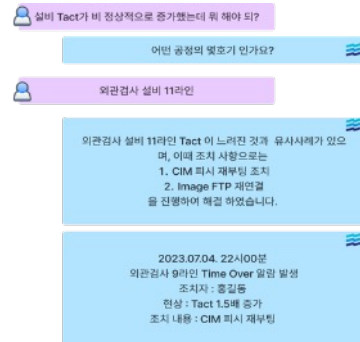 설비 Tact가 비 정상적으로 증가했는데 뭐 해야 되?
어떤 공정의 몇호기 인가요?
외관검사 설비 11라인
외관검사 설비 11라인 Tact 이 느려진 것과 유사사례가 있으
며, 이때 조치 사항으로는
1. CIM 피시 재부팅 조치
2. Image FTP 재연결
을 진행하여 해결 하였습니다.
2023.07.04. 22시00분
외관검사 9라인 Time Over 알람 발생
조치자 : 홍길동
현상 : Tact 1.5배 증가
조치 내용 : CIM 피시 재부팅